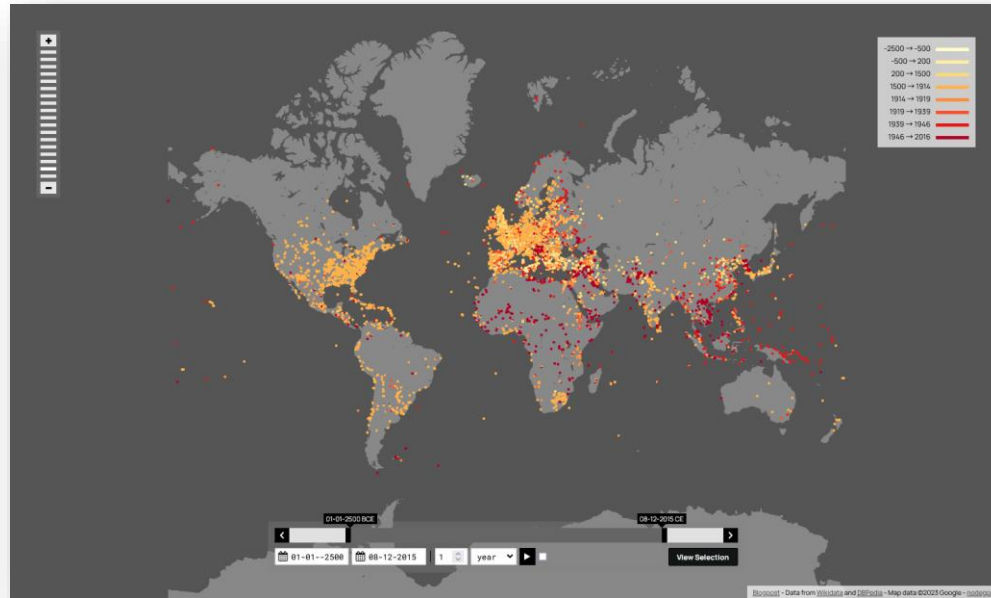 +
-2500 → -500
-500 → 200
200 → 1500
1500 → 1914
1914 → 1919
1919 → 1939
1939 → 1946
1946 → 2016
−
01-01-2500 BCE 08-12-2015 CE
01-01--2500 08-12-2015 1 year View Selection
Blogpost - Data from Wikidata and DBPedia - Map data ©2023 Google -